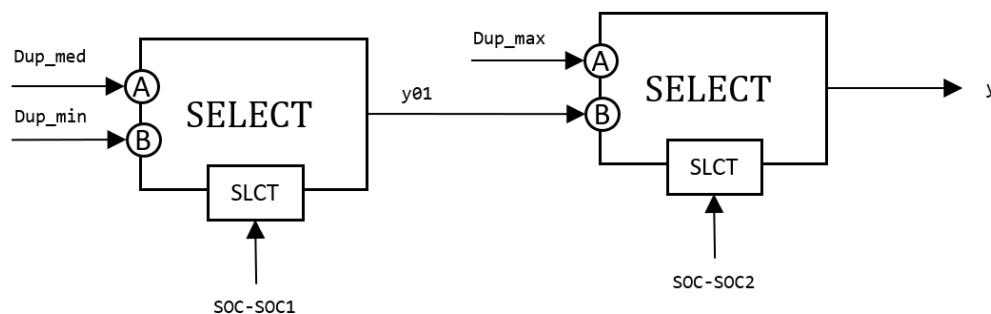 Dup_med
A
Dup_min
B
SELECT
SLCT
SOC-SOC1
y01
Dup_max
A
B
SELECT
SLCT
SOC-SOC2
y